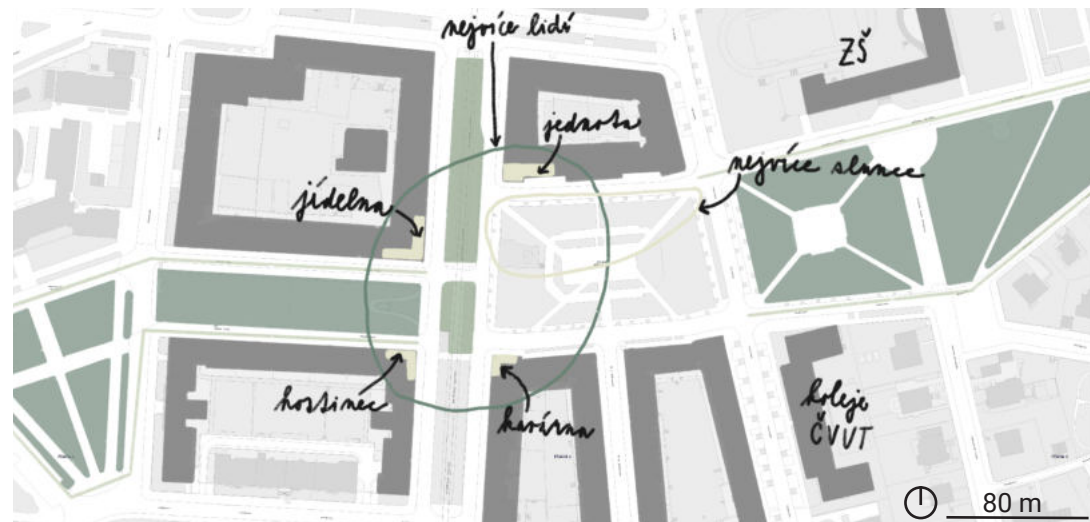 nejvíce lidí
ZŠ
jednota
nejvíce slunce
jídelna
hostinec
kavárna
koleje
ČVUT
80 m